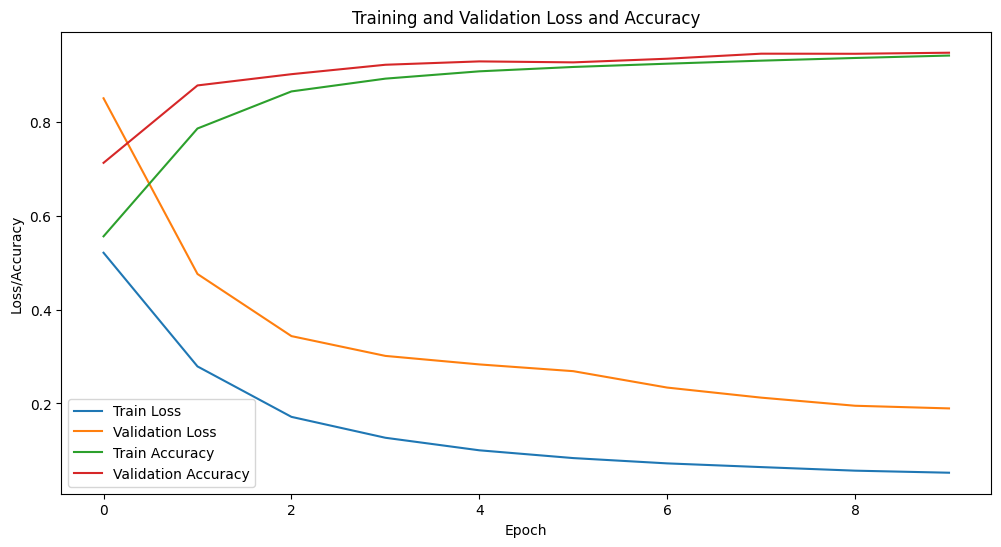 Training and Validation Loss and Accuracy
Loss/Accuracy
0.8
0.6
0.4
0.2
Train Loss
Validation Loss
Train Accuracy
Validation Accuracy
0 2 4 6 8
Epoch